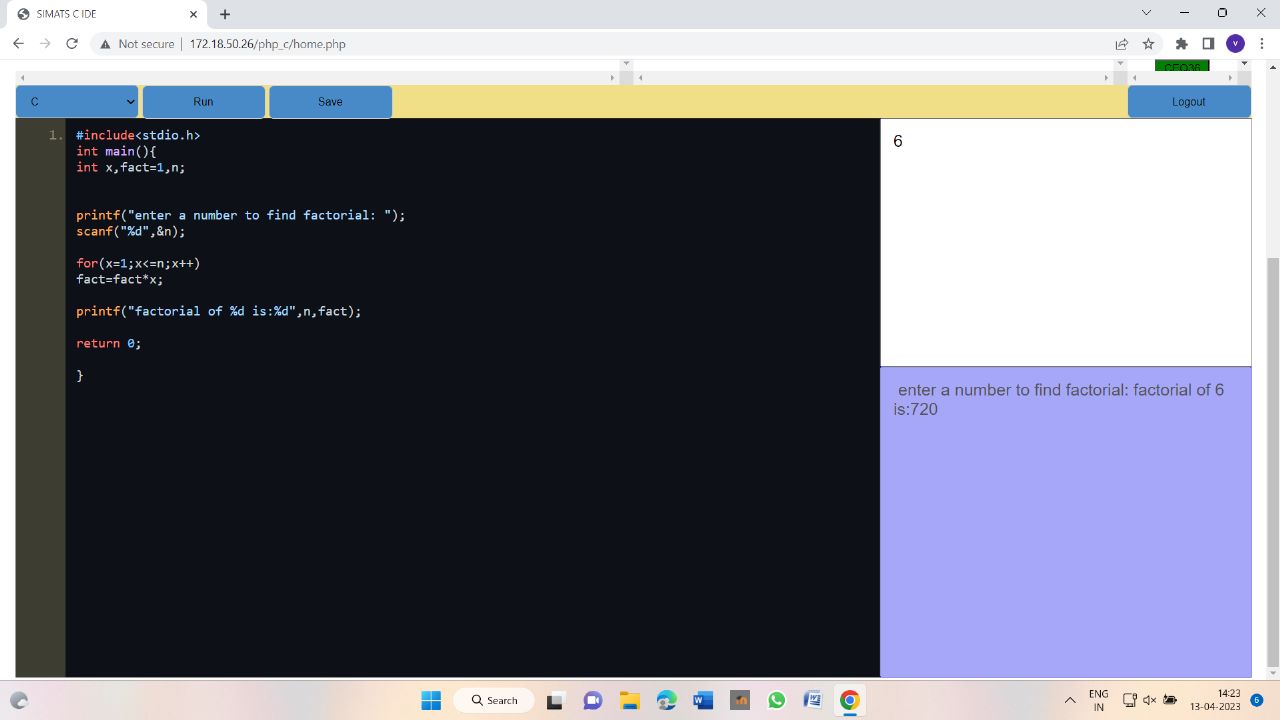 SIMATS C IDE
Not secure
172.18.50.26/php_c/home.php
v
C
Run
Save
Logout
1.
#include<stdio.h>
int main(){
int x,fact=1,n;
printf("enter a number to find factorial: ");
scanf("%d",&n);
for(x=1;x<=n;x++)
fact=fact*x;
printf("factorial of %d is:%d",n,fact);
return 0;
}
6
enter a number to find factorial: factorial of 6
is:720
Search
ENG
IN
14:23
13-04-2023
6